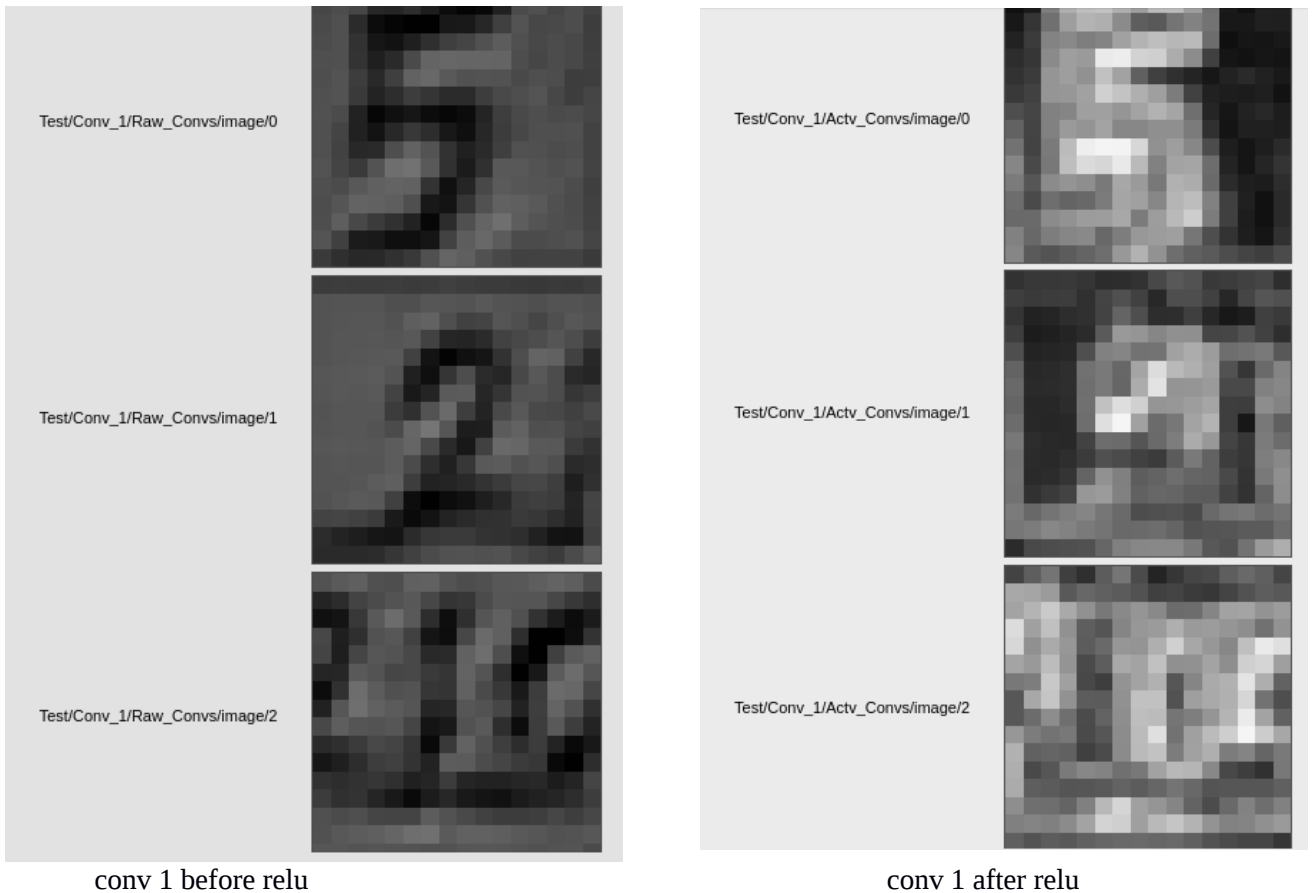 Test/Conv_1/Raw_Convs/image/0
Test/Conv_1/Raw_Convs/image/1
Test/Conv_1/Raw_Convs/image/2
conv 1 before relu
Test/Conv_1/Actv_Convs/image/0
Test/Conv_1/Actv_Convs/image/1
Test/Conv_1/Actv_Convs/image/2
conv 1 after relu